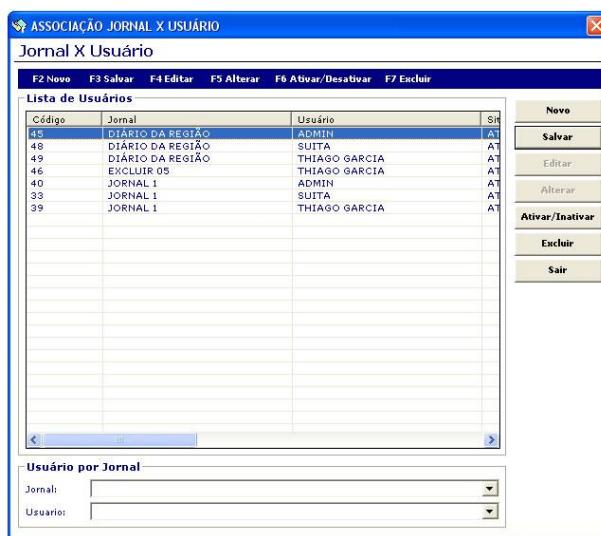 ASSOCIAÇÃO JORNAL X USUÁRIO
Jornal X Usuário
F2 Novo F3 Salvar F4 Editar F5 Alterar F6 Ativar/Desativar F7 Excluir
Lista de Usuários
Código Jornal Usuário Sit
45 DIÁRIO DA REGIÃO ADMIN AT
48 DIÁRIO DA REGIÃO SUITA AT
49 DIÁRIO DA REGIÃO THIAGO GARCIA AT
46 EXCLUIR 05 THIAGO GARCIA AT
40 JORNAL 1 ADMIN AT
33 JORNAL 1 SUITA AT
39 JORNAL 1 THIAGO GARCIA AT
Novo
Salvar
Editar
Alterar
Ativar/Inativar
Excluir
Sair
Usuário por Jornal
Jornal:
Usuario: